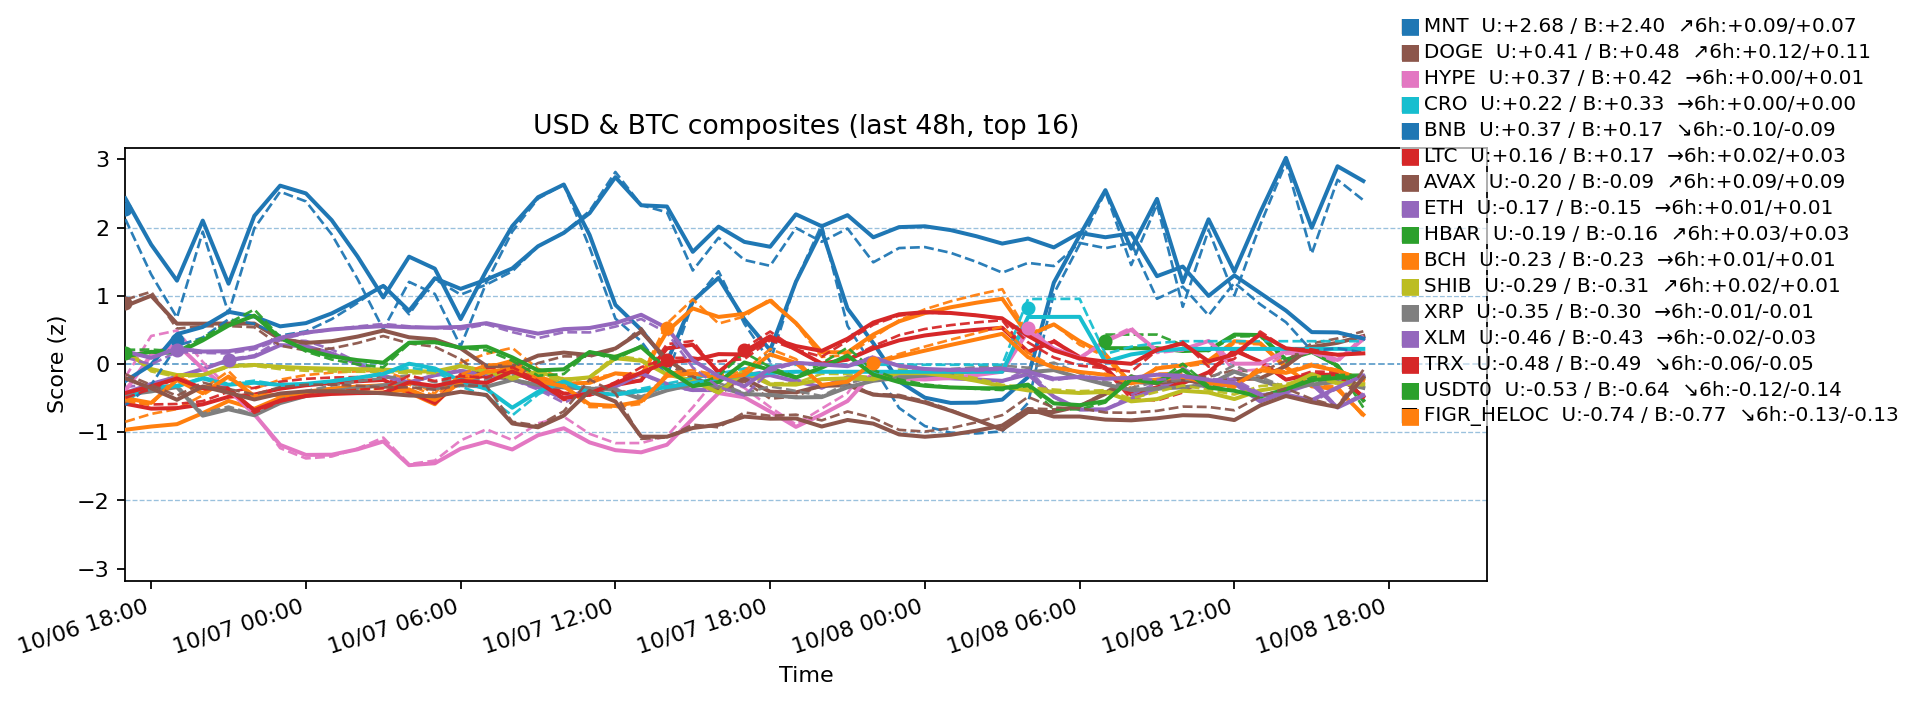 MNT U:+2.68 / B:+2.40 ↗6h:+0.09/+0.07
DOGE U:+0.41 / B:+0.48 ↗6h:+0.12/+0.11
HYPE U:+0.37 / B:+0.42 →6h:+0.00/+0.01
CRO U:+0.22 / B:+0.33 →6h:+0.00/+0.00
BNB U:+0.37 / B:+0.17 ↘6h:-0.10/-0.09
LTC U:+0.16 / B:+0.17 →6h:+0.02/+0.03
AVAX U:-0.20 / B:-0.09 ↗6h:+0.09/+0.09
ETH U:-0.17 / B:-0.15 →6h:+0.01/+0.01
HBAR U:-0.19 / B:-0.16 ↗6h:+0.03/+0.03
BCH U:-0.23 / B:-0.23 →6h:+0.01/+0.01
SHIB U:-0.29 / B:-0.31 ↗6h:+0.02/+0.01
XRP U:-0.35 / B:-0.30 →6h:-0.01/-0.01
XLM U:-0.46 / B:-0.43 →6h:-0.02/-0.03
TRX U:-0.48 / B:-0.49 ↘6h:-0.06/-0.05
USDT0 U:-0.53 / B:-0.64 ↘6h:-0.12/-0.14
FIGR_HELOC U:-0.74 / B:-0.77 ↘6h:-0.13/-0.13
USD & BTC composites (last 48h, top 16)
Score (z)
3
2
1
0
−1
−2
−3
10/06 18:00
10/07 00:00
10/07 06:00
10/07 12:00
10/07 18:00
10/08 00:00
10/08 06:00
10/08 12:00
10/08 18:00
Time